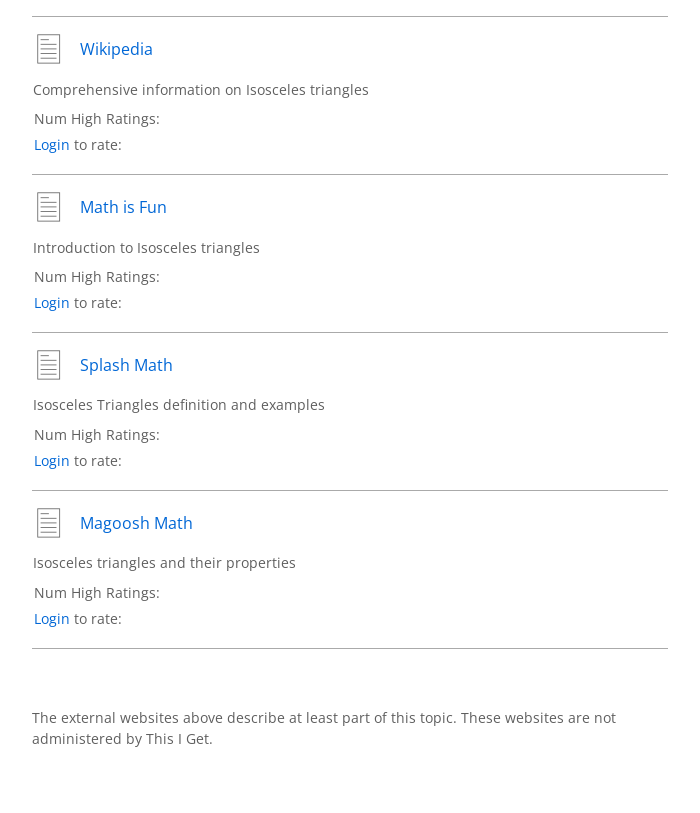 Wikipedia
Comprehensive information on Isosceles triangles
Num High Ratings:
Login to rate:
Math is Fun
Introduction to Isosceles triangles
Num High Ratings:
Login to rate:
Splash Math
Isosceles Triangles definition and examples
Num High Ratings:
Login to rate:
Magoosh Math
Isosceles triangles and their properties
Num High Ratings:
Login to rate:
The external websites above describe at least part of this topic. These websites are not
administered by This I Get.